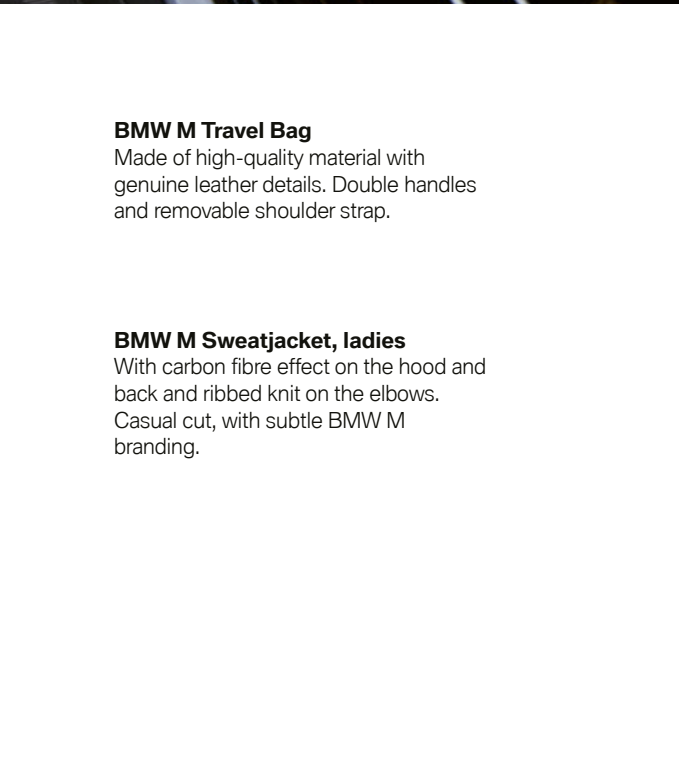 BMW M Travel Bag
Made of high-quality material with
genuine leather details. Double handles
and removable shoulder strap.
BMW M Sweatjacket, ladies
With carbon fibre effect on the hood and
back and ribbed knit on the elbows.
Casual cut, with subtle BMW M
branding.